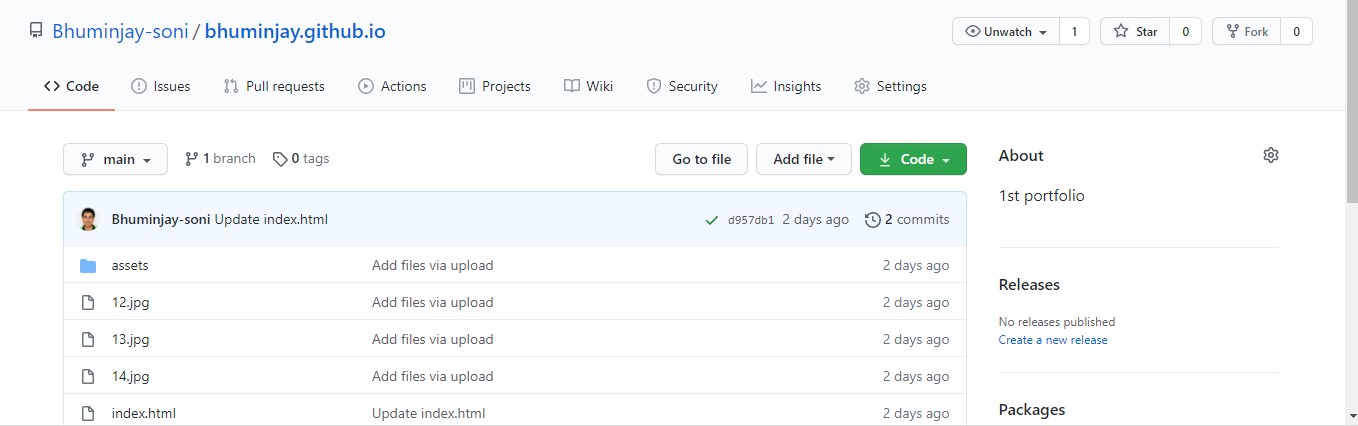 Bhuminjay-soni / bhuminjay.github.io
Unwatch 1 Star 0 Fork 0
Code Issues Pull requests Actions Projects Wiki Security Insights Settings
main 1 branch 0 tags Go to file Add file Code
Bhuminjay-soni Update index.html d957db1 2 days ago 2 commits
assets Add files via upload 2 days ago
12.jpg Add files via upload 2 days ago
13.jpg Add files via upload 2 days ago
14.jpg Add files via upload 2 days ago
index.html Update index.html 2 days ago
About
1st portfolio
Releases
No releases published
Create a new release
Packages